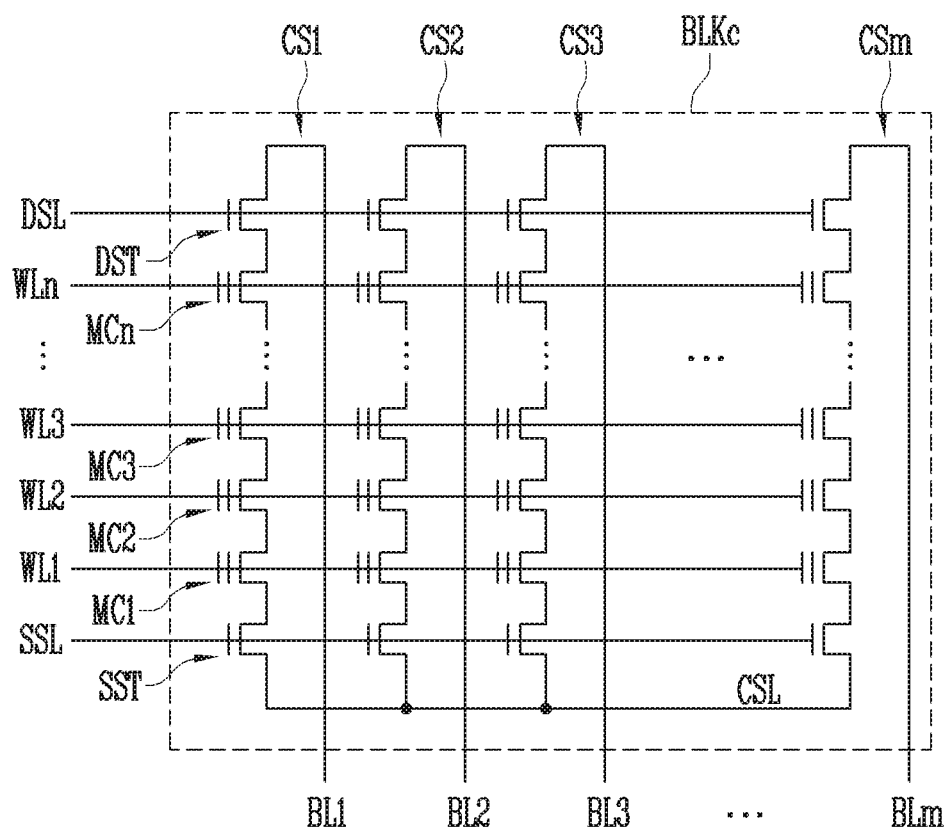 CS1 CS2 CS3 BLKc CSm
DSL
DST
WLn
MCn
⋮ ⋮ ⋮ ⋮ ... ⋮
WL3
MC3
WL2
MC2
WL1
MC1
SSL
SST
CSL
BL1 BL2 BL3 ... BLm